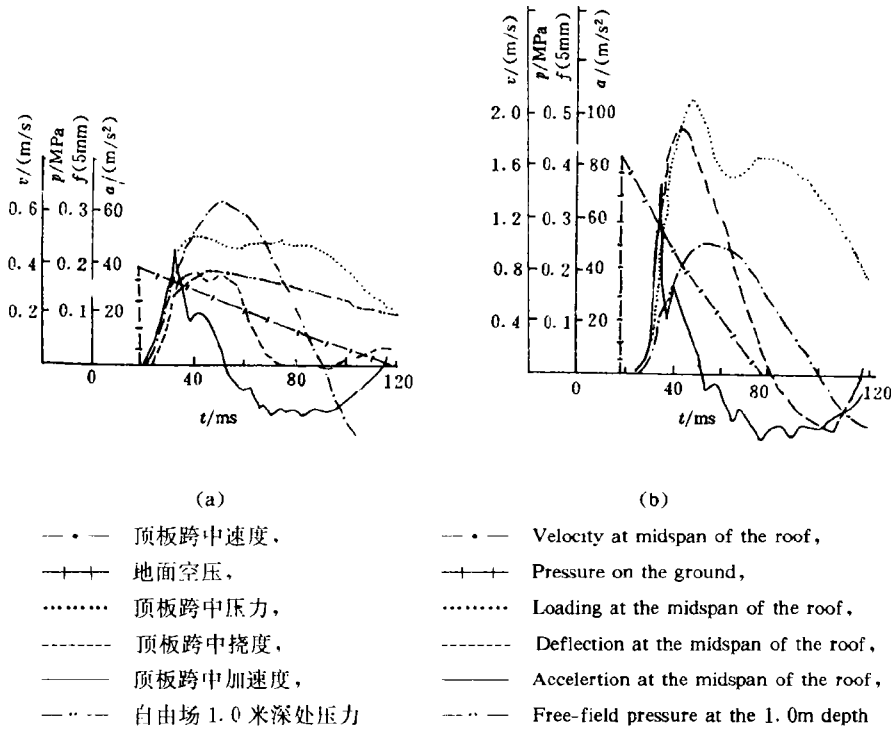 v/(m/s)
p/MPa
f(5mm)
a/(m/s²)
0.6 0.3 60
0.4 0.2
0.2 0.1 20
0 40 80 120
t/ms
(a)
v/(m/s)
p/MPa
f(5mm)
a/(m/s²)
2.0 0.5 100
1.6 0.4 80
1.2 0.3 60
0.8 0.2 40
0.4 0.1 20
0 40 80 120
t/ms
(b)
顶板跨中速度,
地面空压,
顶板跨中压力,
顶板跨中挠度,
顶板跨中加速度,
自由场1.0米深处压力
Velocity at midspan of the roof,
Pressure on the ground,
Loading at the midspan of the roof,
Deflection at the midspan of the roof,
Accelertion at the midspan of the roof,
Free-field pressure at the 1.0m depth